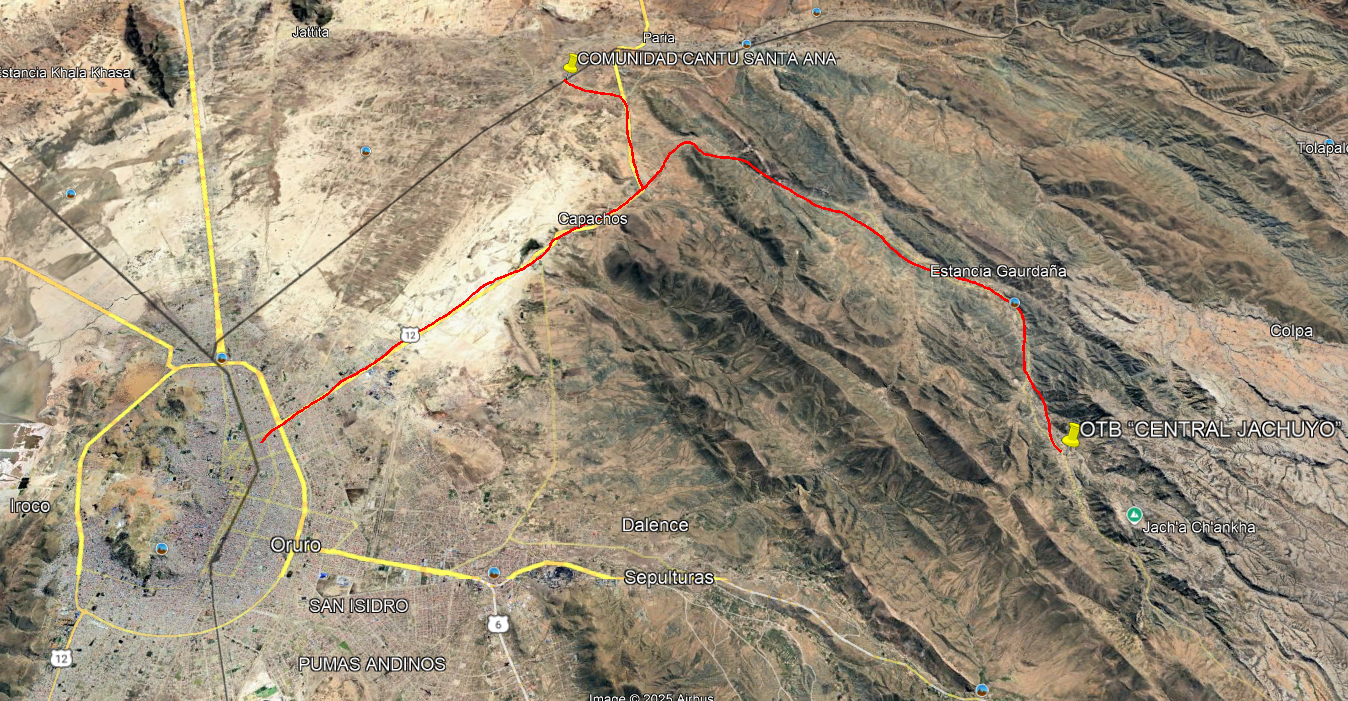 Jattita
Paria
COMUNIDAD CANTU SANTA ANA
Estancia Khala Khasa
Tolapal
Capachos
Estancia Gaurdaña
12
Colpa
OTB “CENTRAL JACHUYO”
Iroco
Dalence
Jach'a Ch'ankha
Oruro
Sepulturas
SAN ISIDRO
6
12
PUMAS ANDINOS
Image © 2025 Airbus